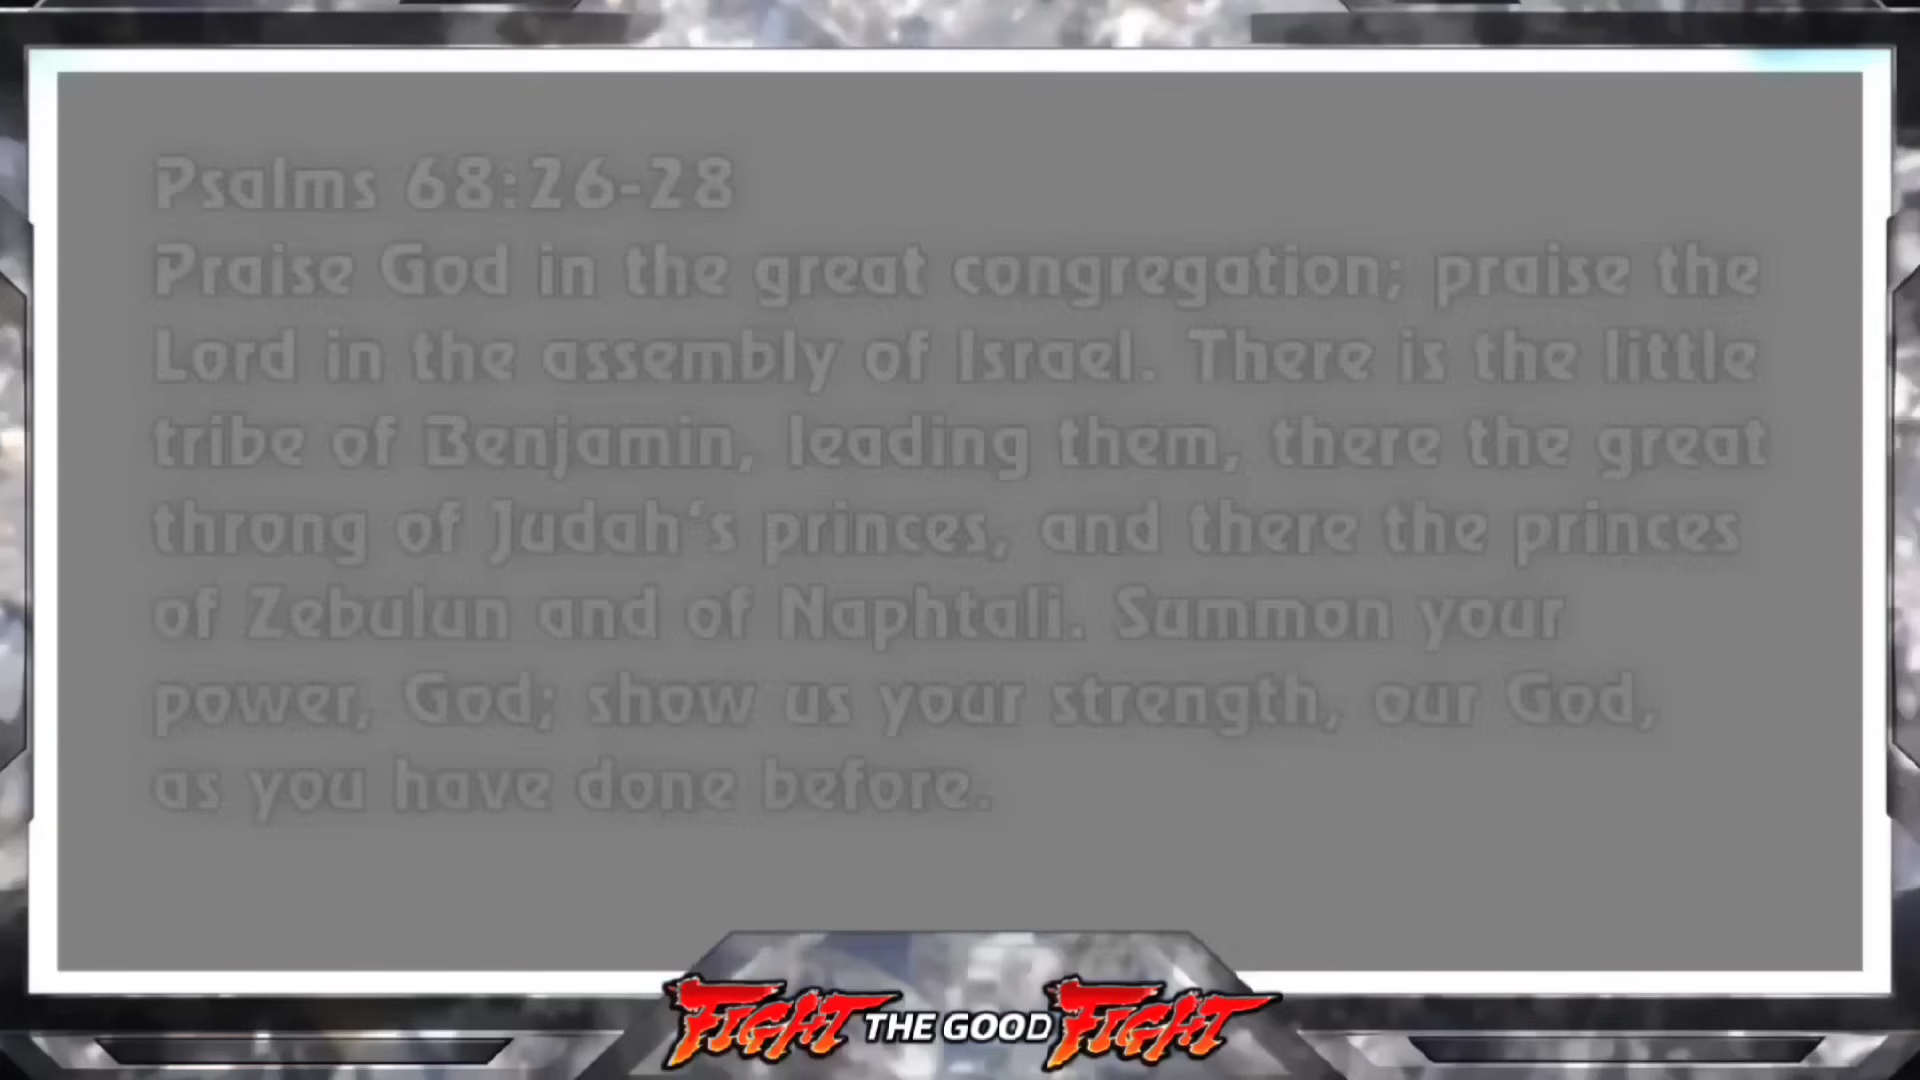 Psalms 68:26-28
Praise God in the great congregation; praise the
Lord in the assembly of Israel. There is the little
tribe of Benjamin, leading them, there the great
throng of Judah's princes, and there the princes
of Zebulun and of Naphtali. Summon your
power, God; show us your strength, our God,
as you have done before.
FIGHT THE GOOD FIGHT